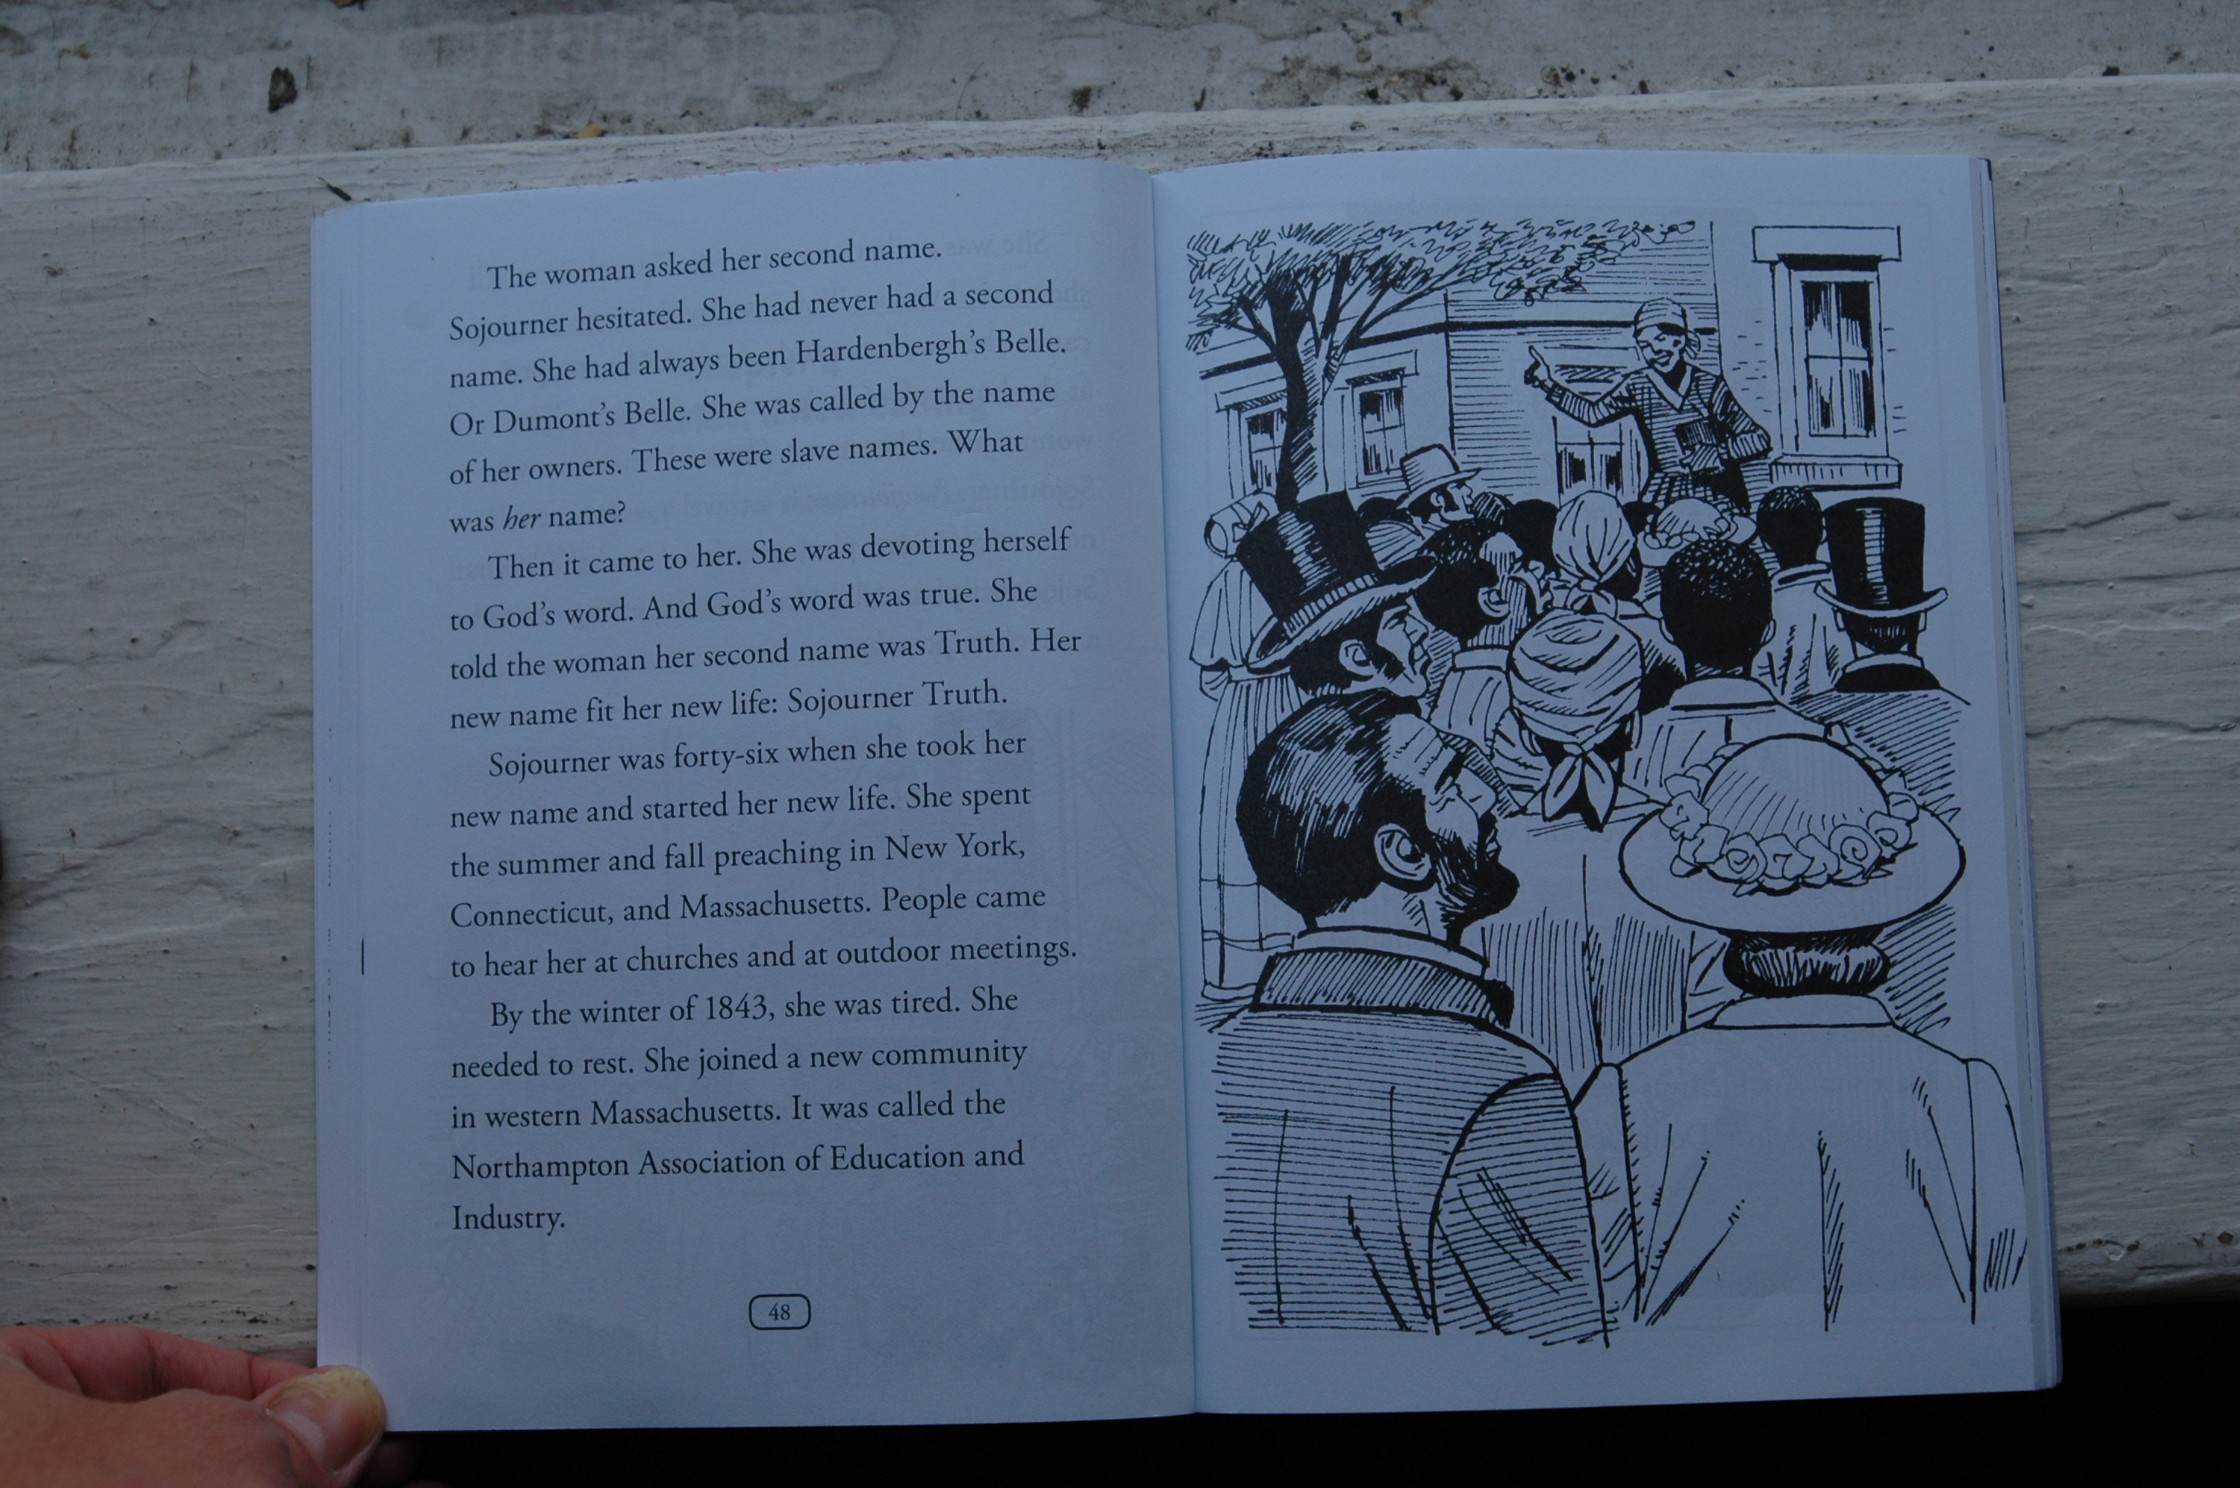 The woman asked her second name.
Sojourner hesitated. She had never had a second
name. She had always been Hardenbergh's Belle.
Or Dumont's Belle. She was called by the name
of her owners. These were slave names. What
was her name?
Then it came to her. She was devoting herself
to God's word. And God's word was true. She
told the woman her second name was Truth. Her
new name fit her new life: Sojourner Truth.
Sojourner was forty-six when she took her
new name and started her new life. She spent
the summer and fall preaching in New York,
Connecticut, and Massachusetts. People came
to hear her at churches and at outdoor meetings.
By the winter of 1843, she was tired. She
needed to rest. She joined a new community
in western Massachusetts. It was called the
Northampton Association of Education and
Industry.
48